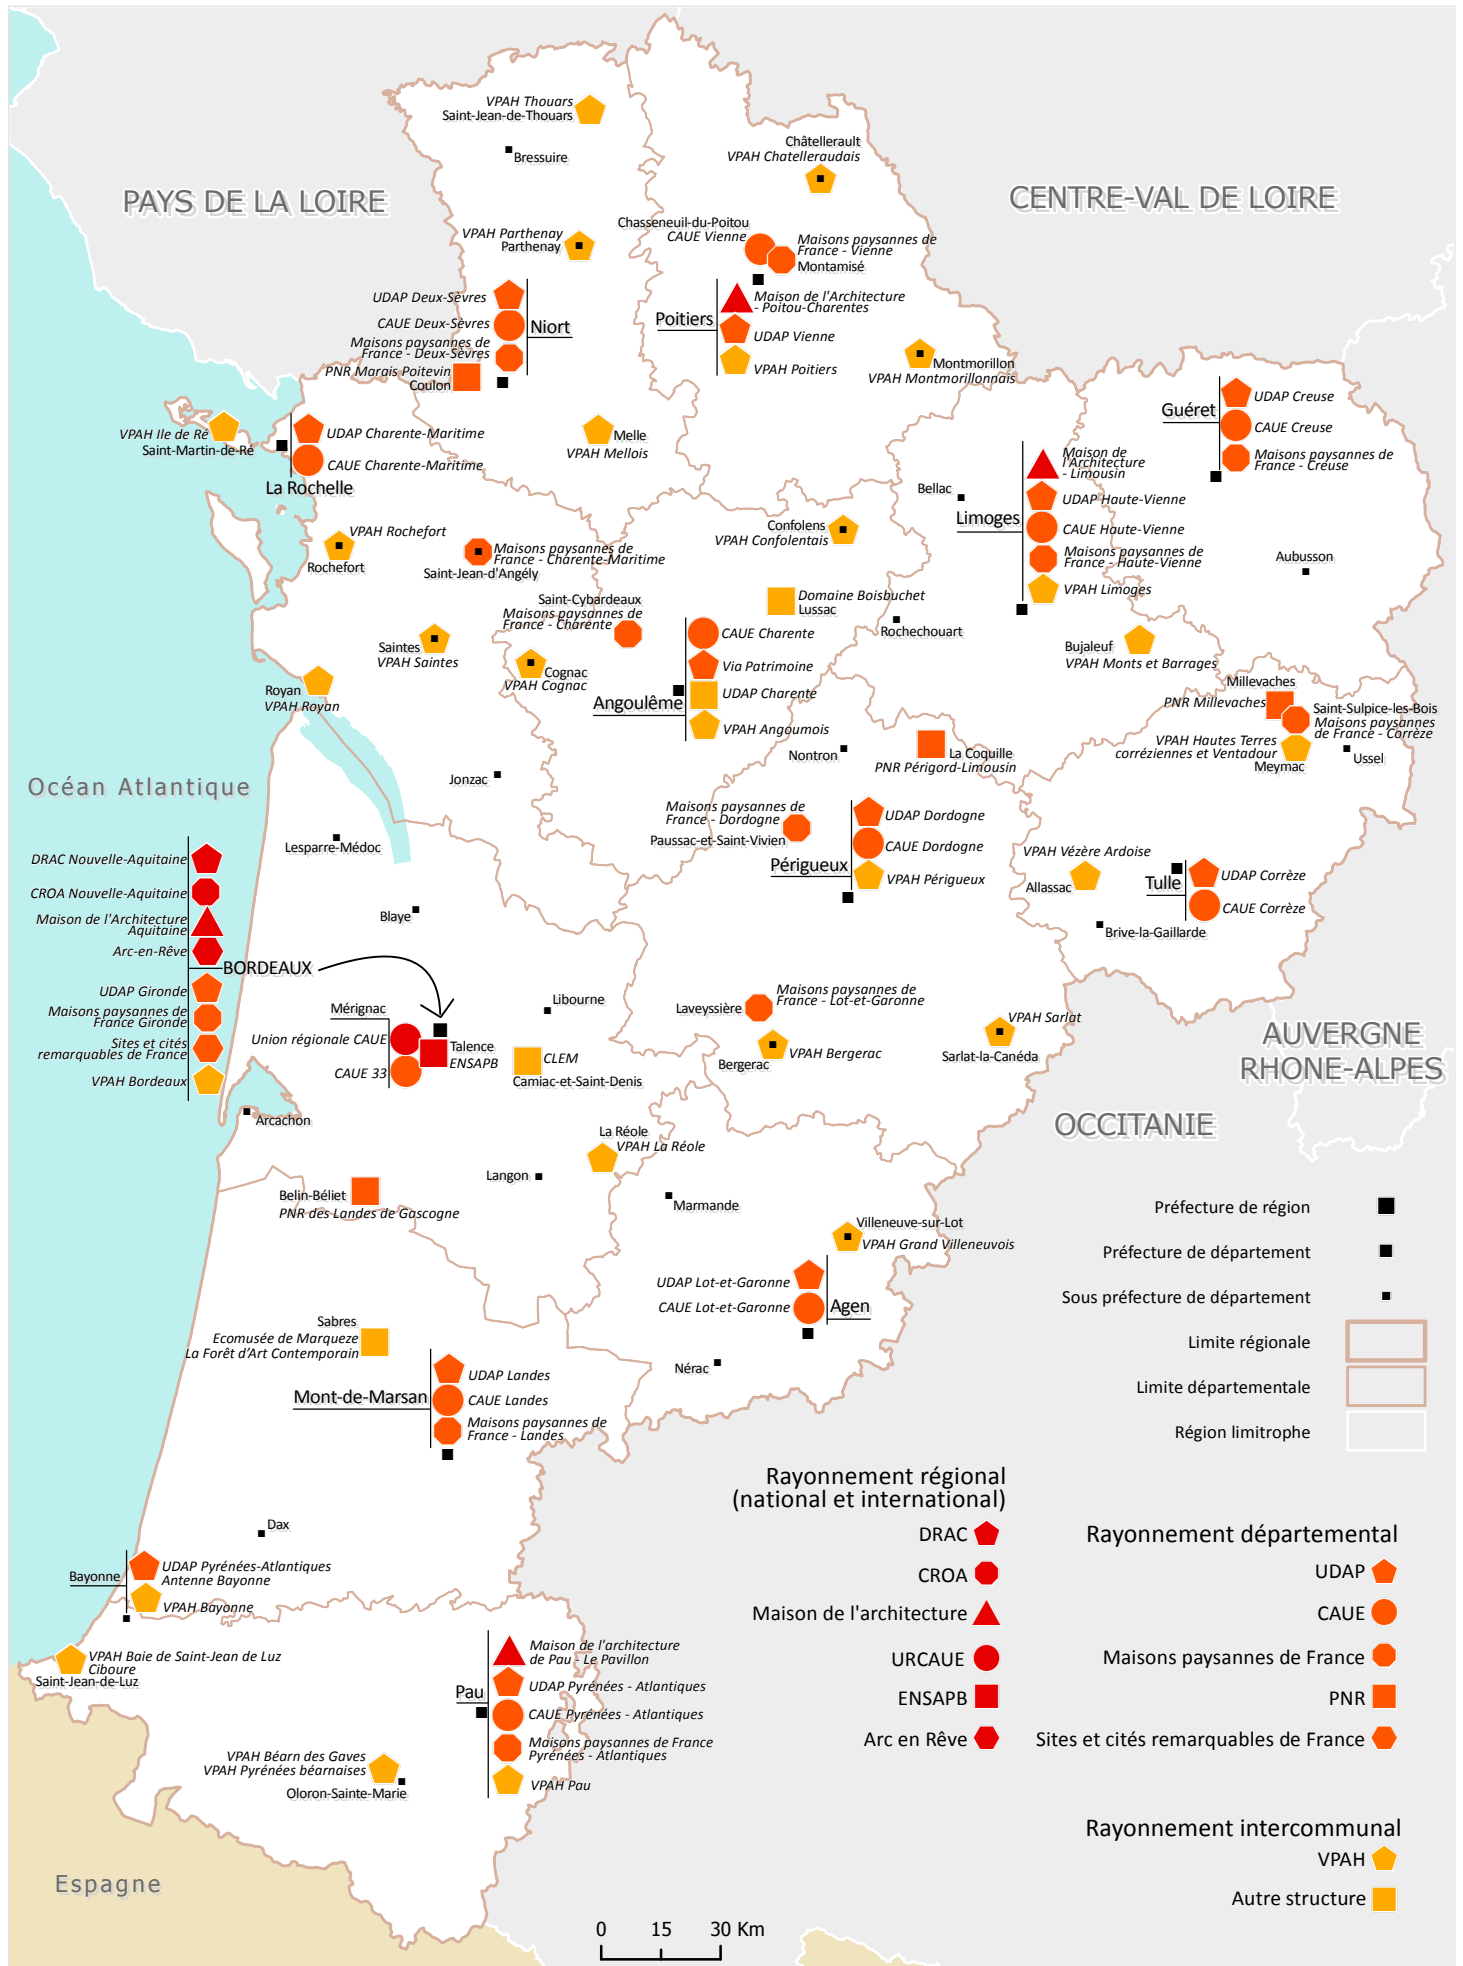 VPAH Thouars
Saint-Jean-de-Thouars
Bressuire
Châtellerault
VPAH Chatelleraudais
PAYS DE LA LOIRE
CENTRE-VAL DE LOIRE
VPAH Parthenay
Parthenay
Chasseneuil-du-Poitou
CAUE Vienne
Maisons paysannes de
France - Vienne
Montamisé
UDAP Deux-Sèvres
CAUE Deux-Sèvres
Maisons paysannes de
France - Deux-Sèvres
Niort
PNR Marais Poitevin
Coulon
Poitiers
Maison de l'Architecture
- Poitou-Charentes
UDAP Vienne
VPAH Poitiers
Montmorillon
VPAH Montmorillonnais
Guéret
UDAP Creuse
CAUE Creuse
Maisons paysannes de
France - Creuse
VPAH Ile de Ré
Saint-Martin-de-Ré
UDAP Charente-Maritime
CAUE Charente-Maritime
La Rochelle
Melle
VPAH Mellois
Bellac
Limoges
Maison de
l'Architecture
- Limousin
UDAP Haute-Vienne
CAUE Haute-Vienne
Maisons paysannes de
France - Haute-Vienne
VPAH Limoges
Aubusson
VPAH Rochefort
Rochefort
Maisons paysannes de
France - Charente-Maritime
Saint-Jean-d'Angély
Confolens
VPAH Confolentais
Saint-Cybardeaux
Maisons paysannes de
France - Charente
Domaine Boisbuchet
Lussac
Rochechouart
Saintes
VPAH Saintes
Cognac
VPAH Cognac
CAUE Charente
Via Patrimoine
UDAP Charente
VPAH Angoumois
Angoulême
Bujaleuf
VPAH Monts et Barrages
Royan
VPAH Royan
Millevaches
PNR Millevaches
Saint-Sulpice-les-Bois
Maisons paysannes
de France - Corrèze
VPAH Hautes Terres
corréziennes et Ventadour
Meymac
Ussel
Nontron
La Coquille
PNR Périgord-Limousin
Jonzac
Océan Atlantique
Maisons paysannes de
France - Dordogne
Paussac-et-Saint-Vivien
UDAP Dordogne
CAUE Dordogne
VPAH Périgueux
Périgueux
Lesparre-Médoc
VPAH Vézère Ardoise
Allassac
Tulle
UDAP Corrèze
CAUE Corrèze
Brive-la-Gaillarde
DRAC Nouvelle-Aquitaine
CROA Nouvelle-Aquitaine
Maison de l'Architecture
Aquitaine
Arc-en-Rêve
BORDEAUX
UDAP Gironde
Maisons paysannes de
France Gironde
Sites et cités
remarquables de France
VPAH Bordeaux
Blaye
Mérignac
Union régionale CAUE
CAUE 33
Talence
ENSAPB
Libourne
CLEM
Camiac-et-Saint-Denis
Laveyssière
Maisons paysannes de
France - Lot-et-Garonne
Bergerac
VPAH Bergerac
VPAH Sarlat
Sarlat-la-Canéda
AUVERGNE
RHONE-ALPES
OCCITANIE
Arcachon
La Réole
VPAH La Réole
Langon
Belin-Béliet
PNR des Landes de Gascogne
Marmande
Villeneuve-sur-Lot
VPAH Grand Villeneuvois
UDAP Lot-et-Garonne
CAUE Lot-et-Garonne
Agen
Nérac
Sabres
Ecomusée de Marqueze
La Forêt d'Art Contemporain
UDAP Landes
CAUE Landes
Maisons paysannes de
France - Landes
Mont-de-Marsan
Dax
Bayonne
UDAP Pyrénées-Atlantiques
Antenne Bayonne
VPAH Bayonne
VPAH Baie de Saint-Jean de Luz
Ciboure
Saint-Jean-de-Luz
Pau
Maison de l'architecture
de Pau - Le Pavillon
UDAP Pyrénées - Atlantiques
CAUE Pyrénées - Atlantiques
Maisons paysannes de France
Pyrénées - Atlantiques
VPAH Pau
VPAH Béarn des Gaves
VPAH Pyrénées béarnaises
Oloron-Sainte-Marie
Espagne
0 15 30 Km
Préfecture de région
Préfecture de département
Sous préfecture de département
Limite régionale
Limite départementale
Région limitrophe
Rayonnement régional
(national et international)
DRAC
CROA
Maison de l'architecture
URCAUE
ENSAPB
Arc en Rêve
Rayonnement départemental
UDAP
CAUE
Maisons paysannes de France
PNR
Sites et cités remarquables de France
Rayonnement intercommunal
VPAH
Autre structure